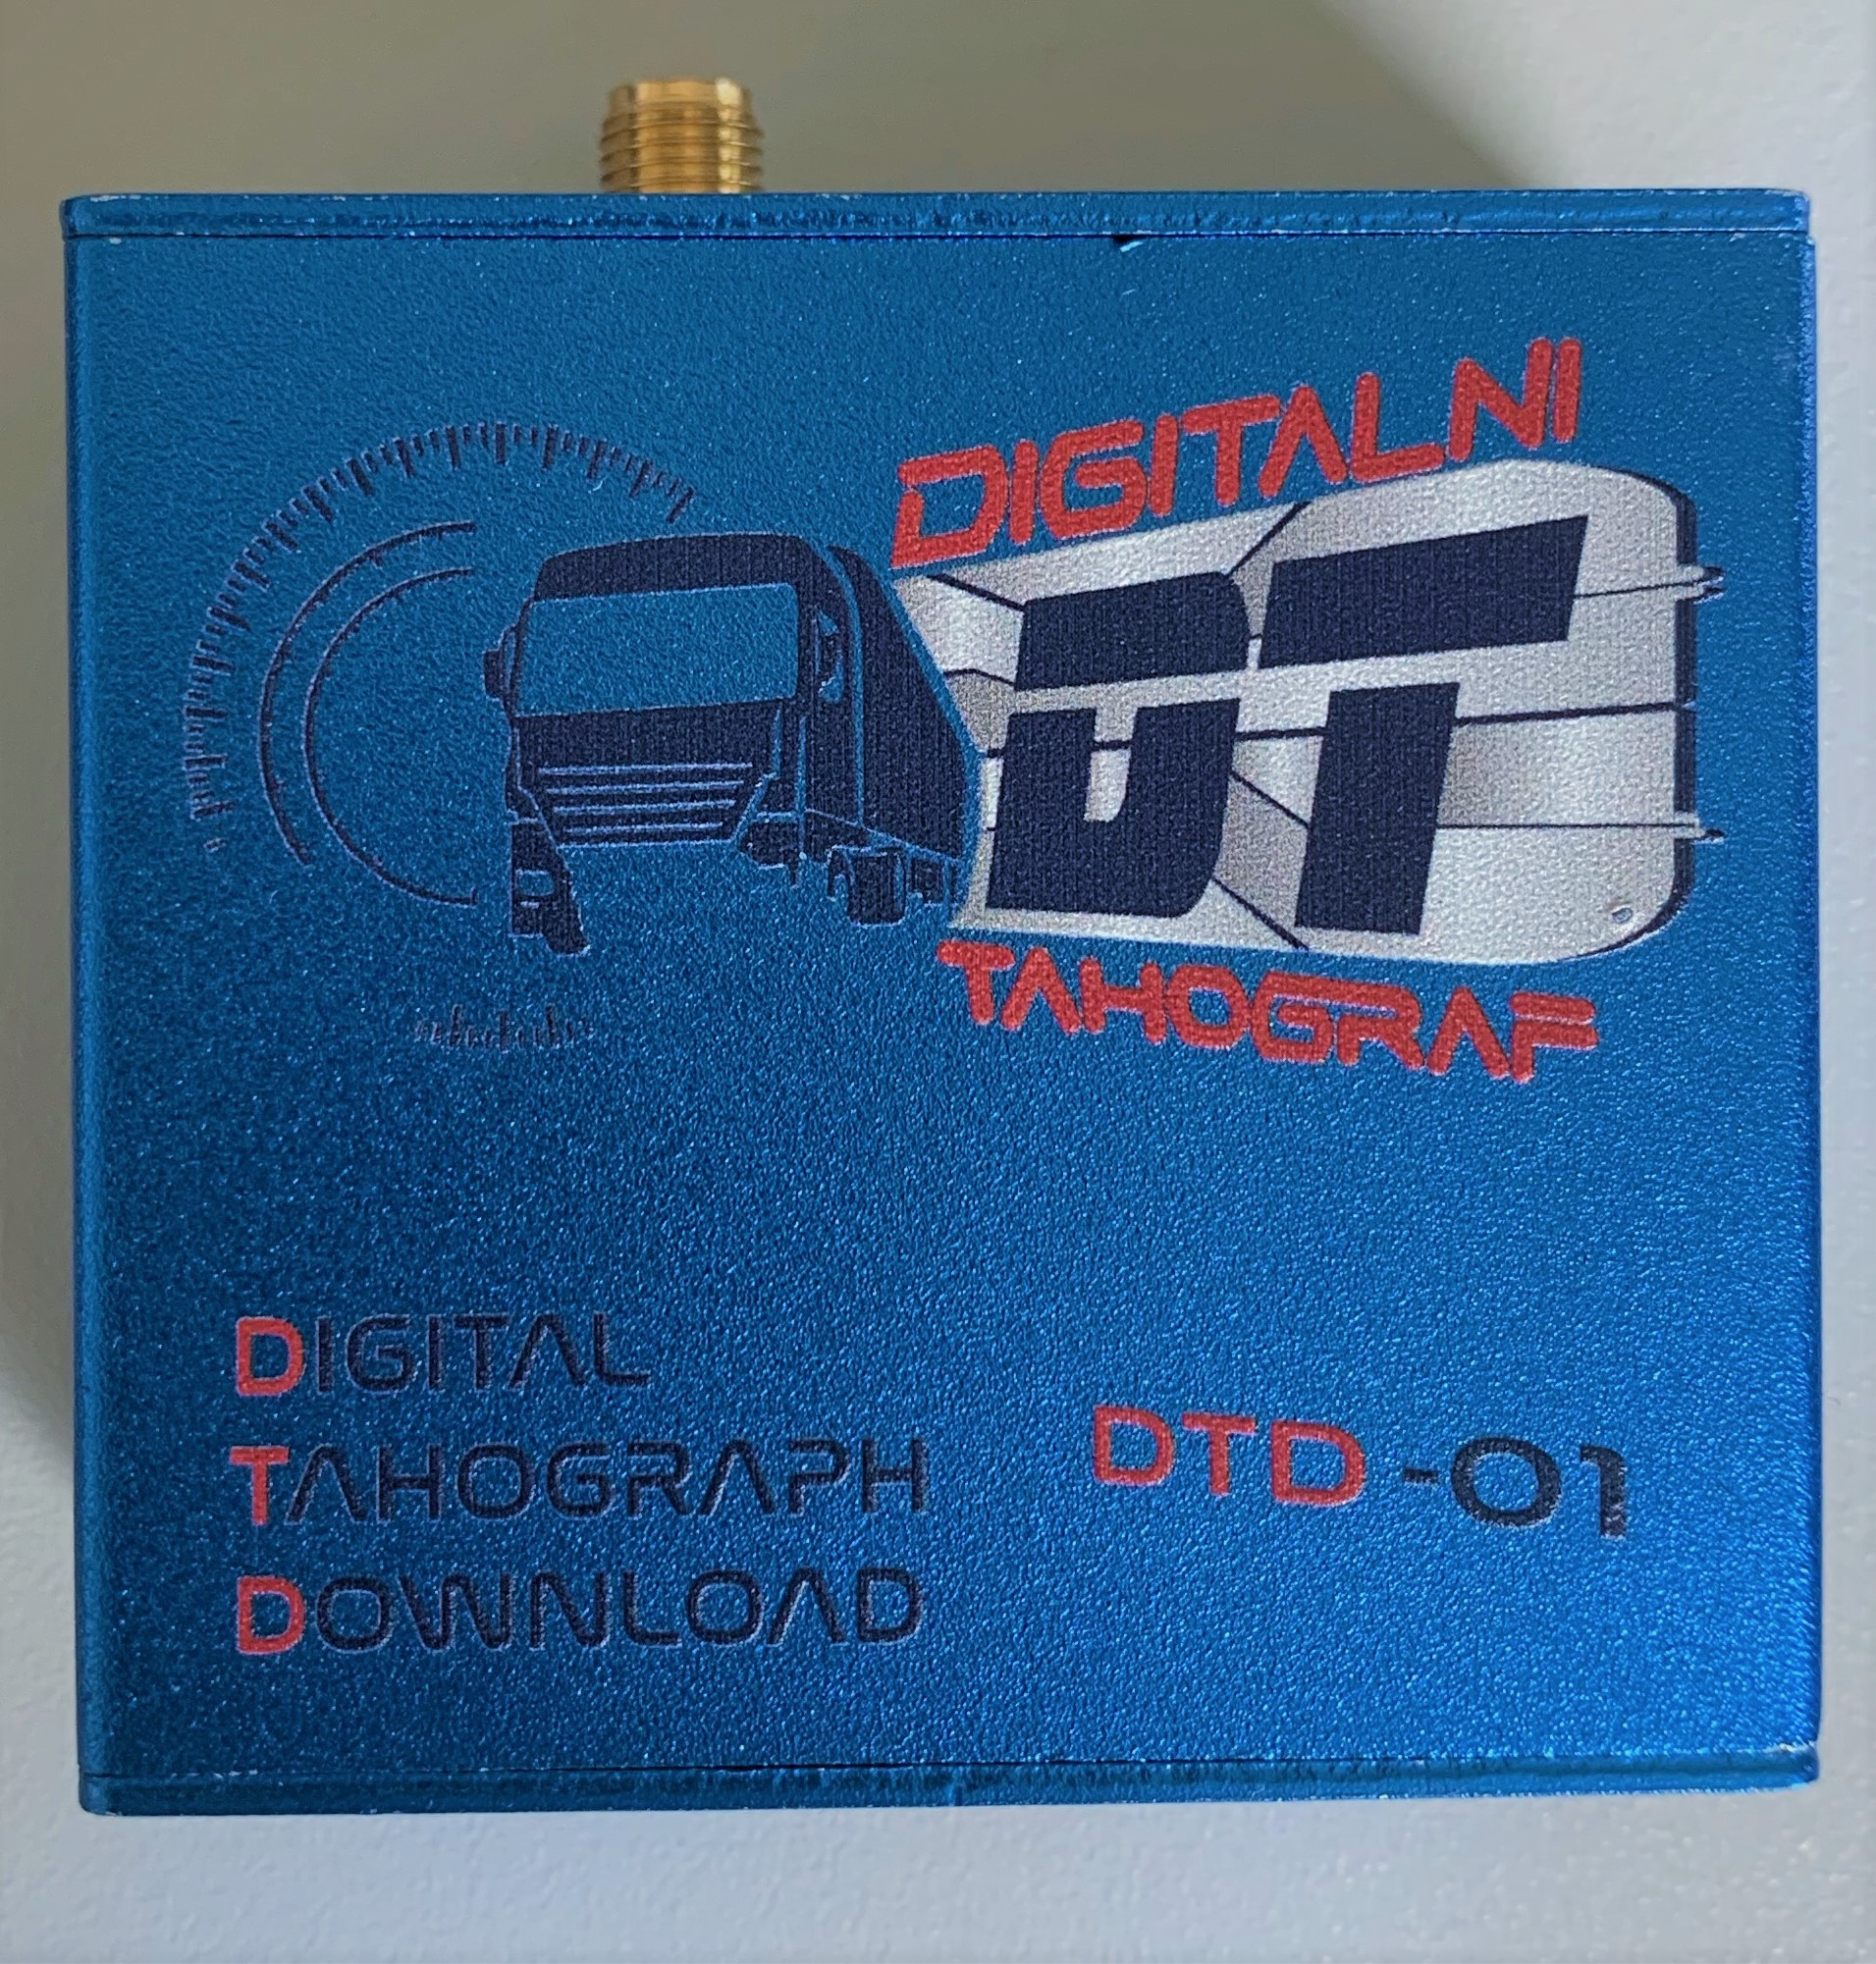 DIGITALNI
DT
TAHOGRAF
DIGITAL
TAHOGRAPH
DOWNLOAD
DTD-01